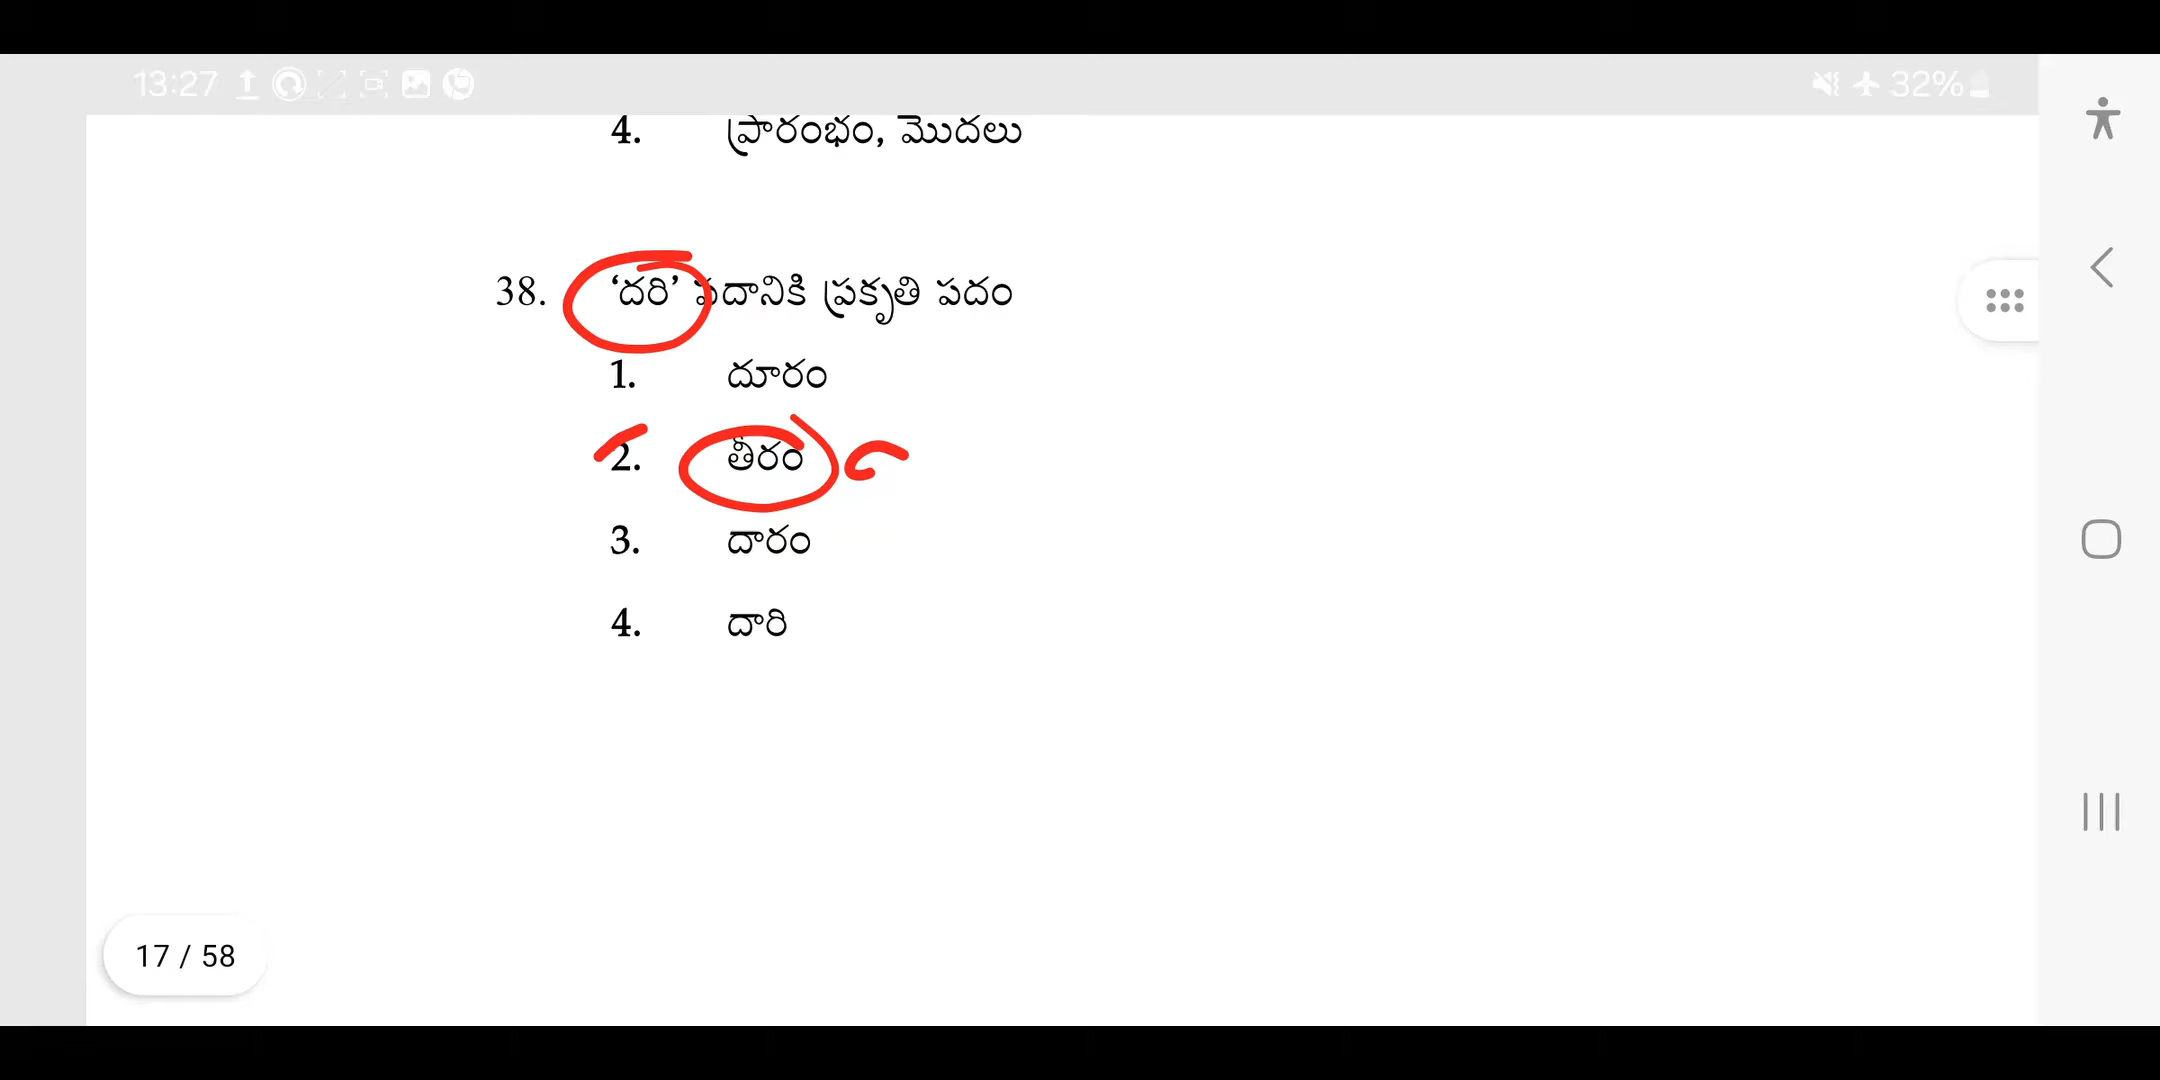 13:27 32%
4. ప్రారంభం, మొదలు
38. ‘దరి’ పదానికి ప్రకృతి పదం
1. దూరం
2. తీరం
3. దారం
4. దారి
17 / 58